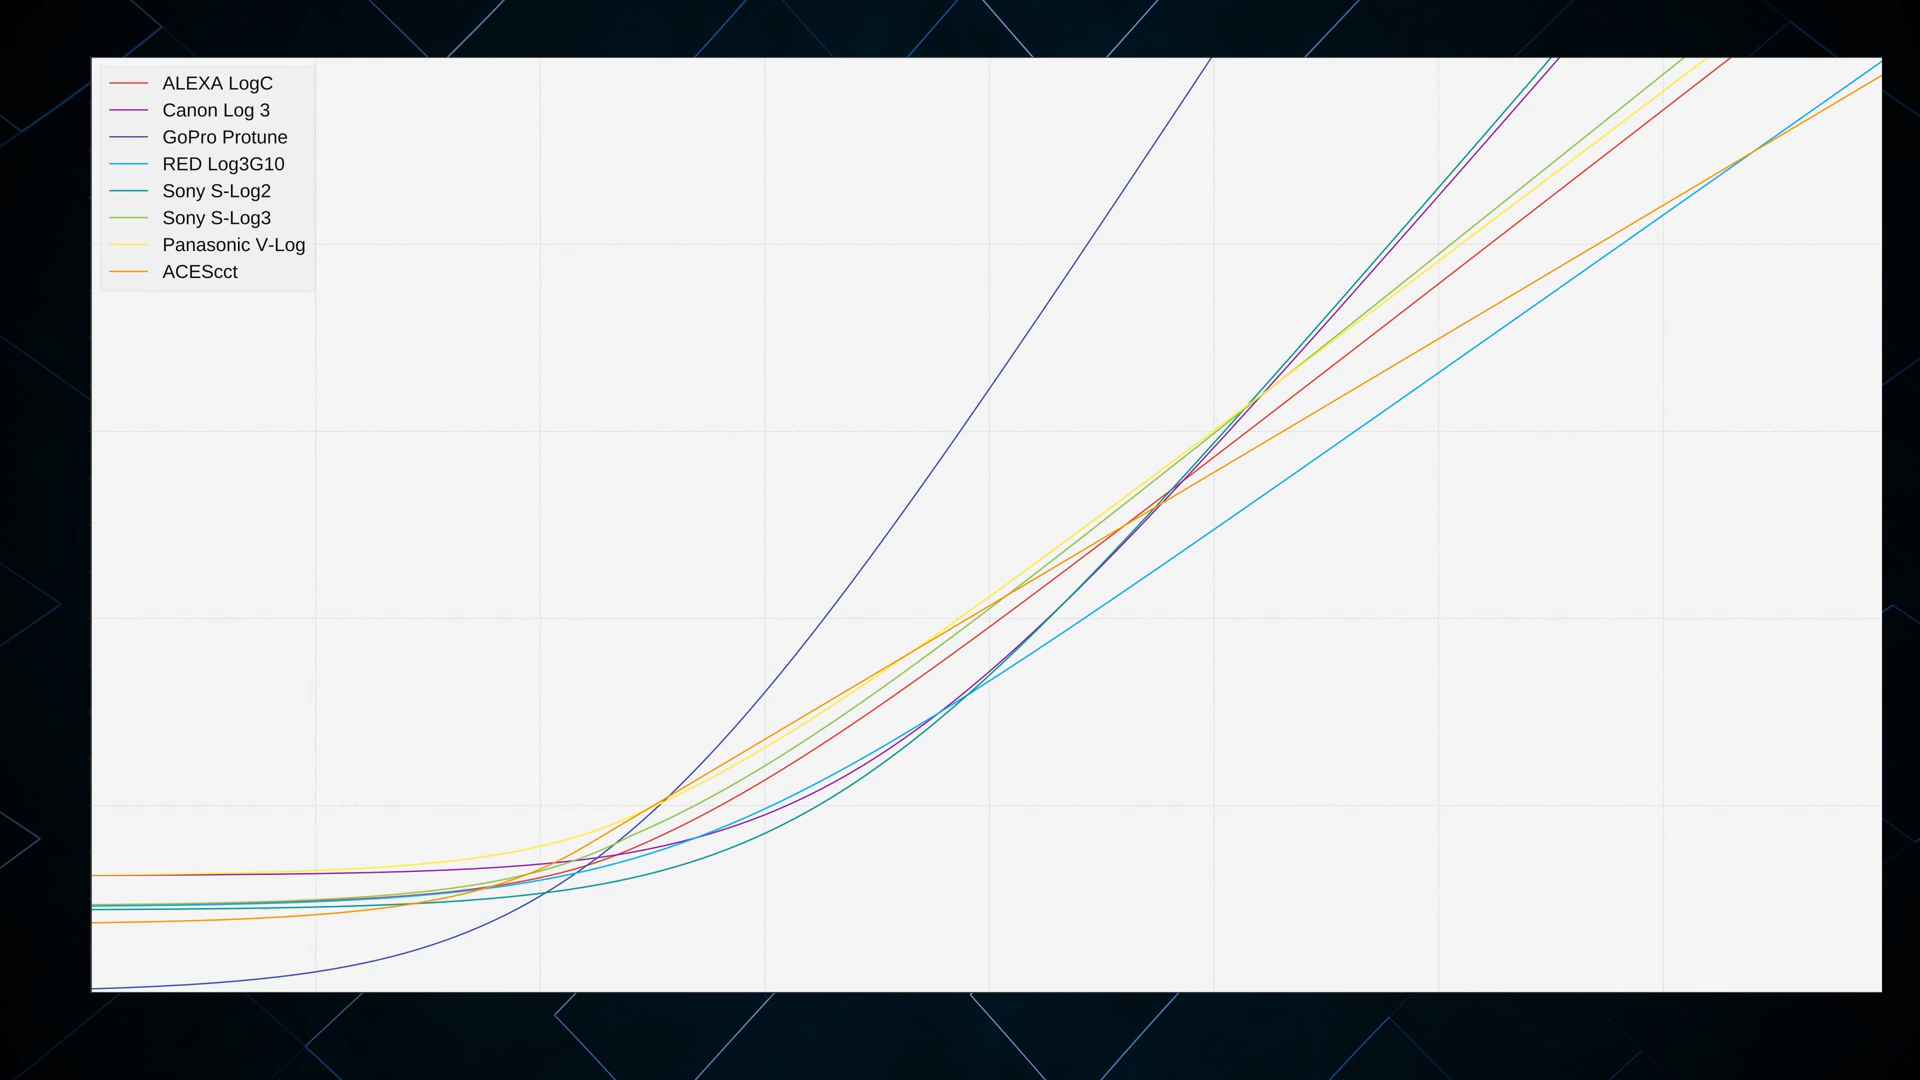 ALEXA LogC
Canon Log 3
GoPro Protune
RED Log3G10
Sony S-Log2
Sony S-Log3
Panasonic V-Log
ACEScct